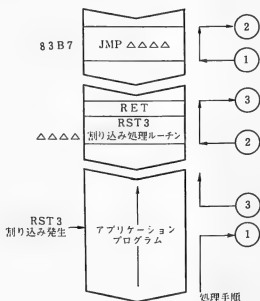 ②
83B7 JMP △△△△
①
RET
③
RST3
△△△△ 割り込み処理ルーチン
②
③
RST3
割り込み発生
アプリケーション
プログラム
①
処理手順